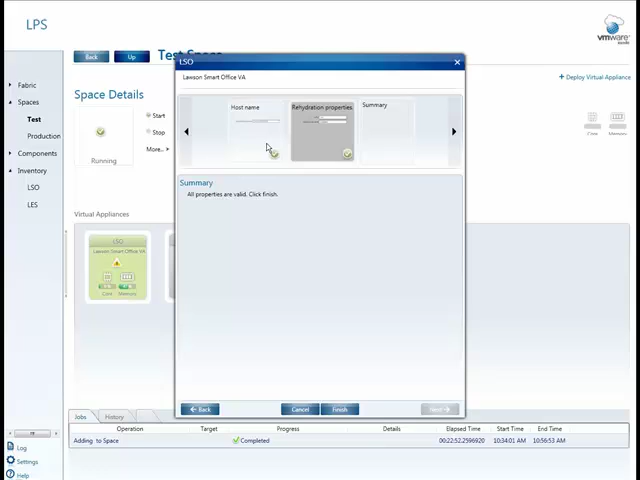 LPS
vmware
Back
Up
Test Space
Deploy Virtual Appliance
Fabric
Spaces
Test
Production
Components
Inventory
LSO
LES
Space Details
Running
Start
Stop
More..
Core
Memory
Virtual Appliances
LSO
Lawson Smart Office VA
Core
Memory
LSO
Lawson Smart Office VA
Host name
Rehydration properties
Summary
Summary
All properties are valid. Click finish.
Back
Cancel
Finish
Next
Jobs
History
Operation Target Progress Details Elapsed Time Start Time End Time
Adding to Space Completed 00:22:52.2596920 10:34:01 AM 10:56:53 AM
Log
Settings
Help